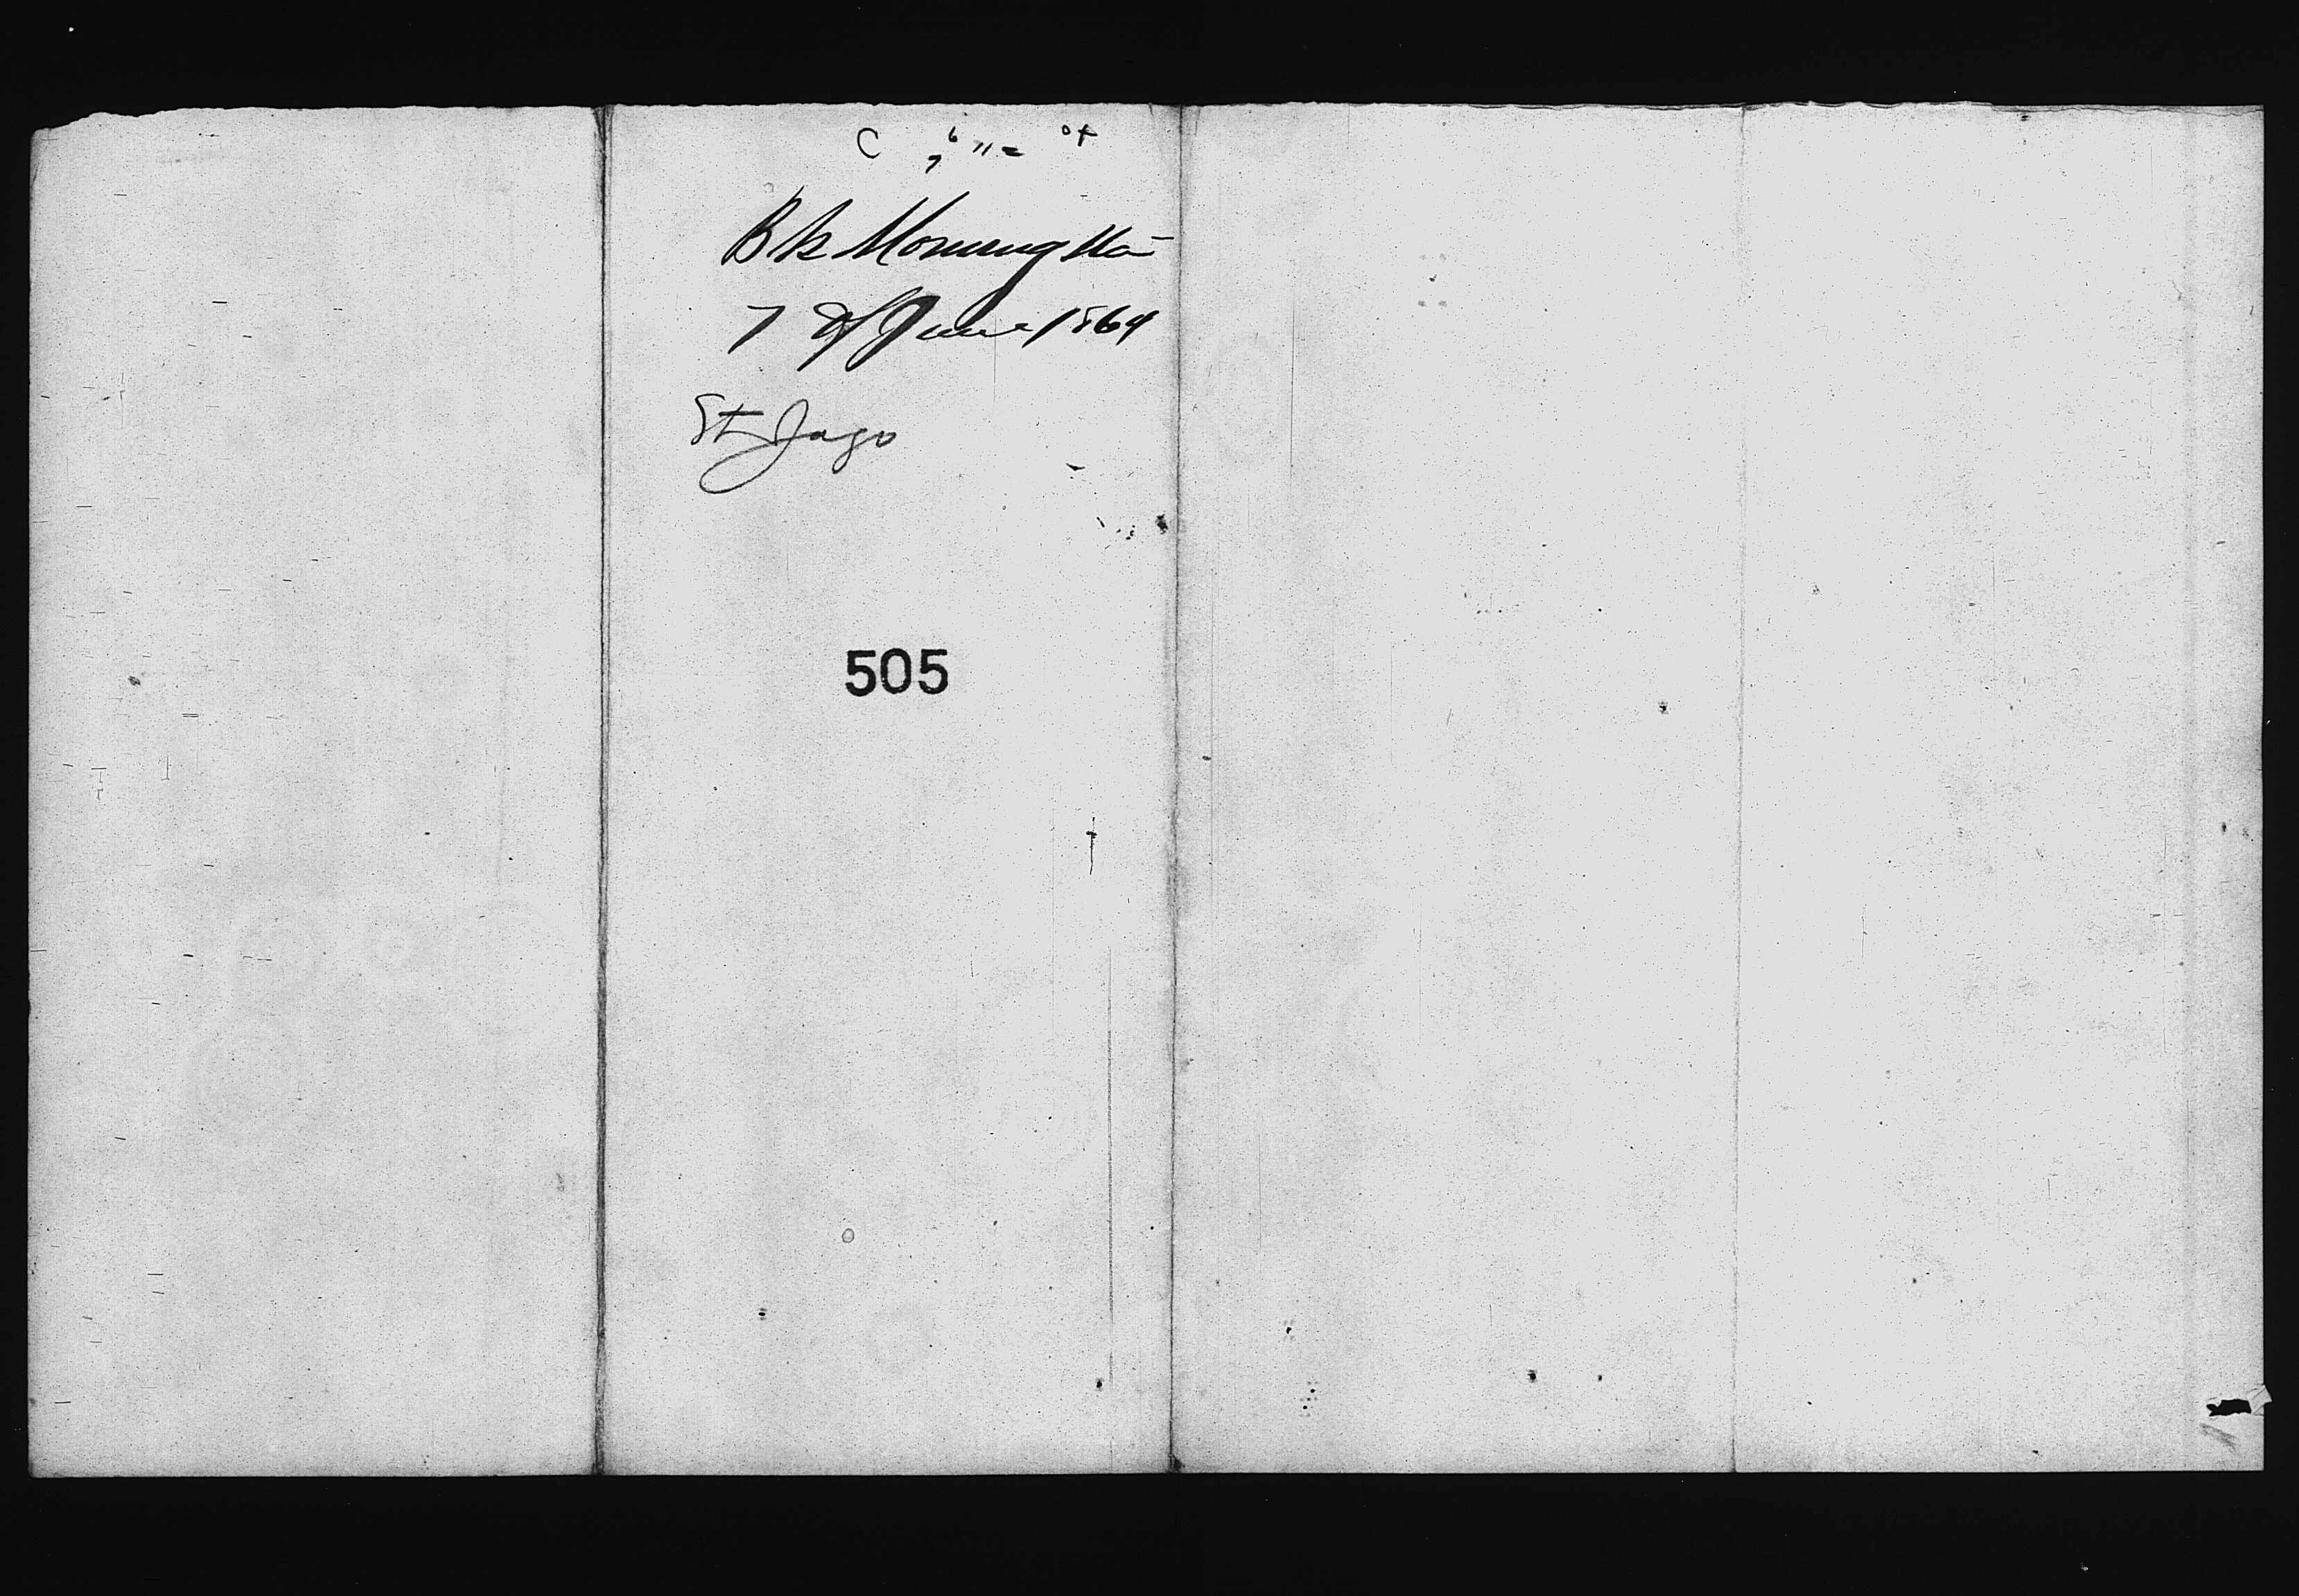 Bk Morning Star
7 of June 1864
St Jago
505